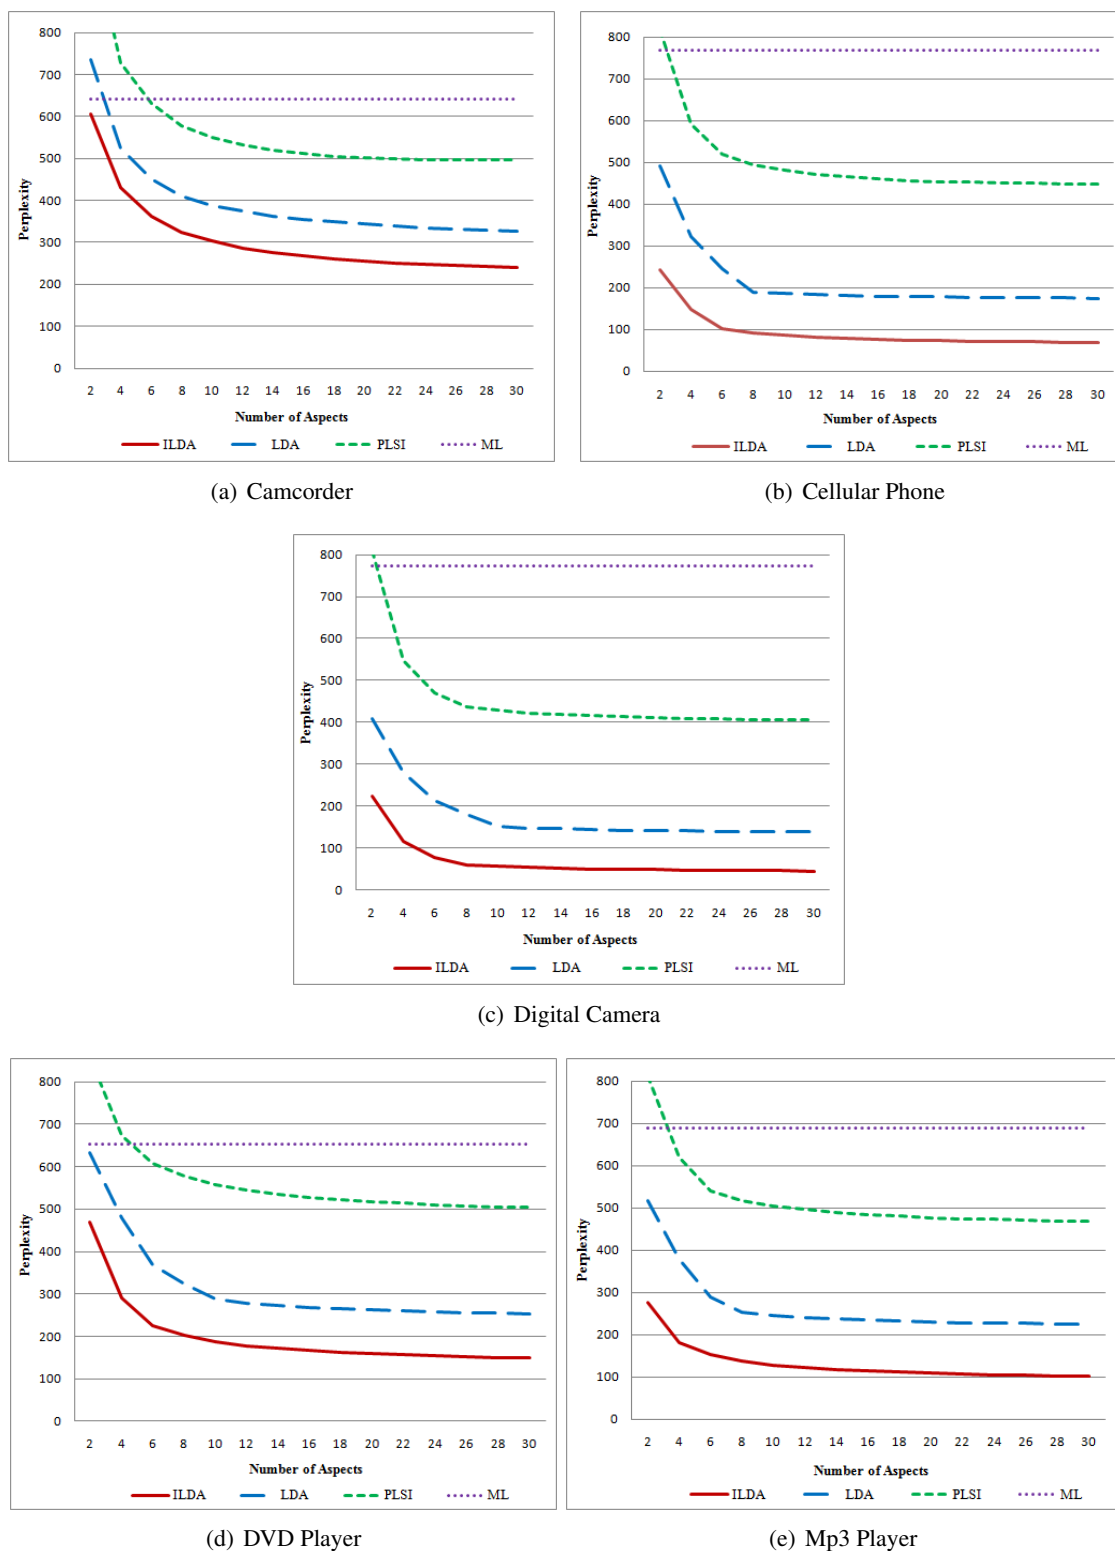 800
700
600
500
400
300
200
100
0
Perplexity
2 4 6 8 10 12 14 16 18 20 22 24 26 28 30
Number of Aspects
ILDA LDA PLSI ML
(a) Camcorder
800
700
600
500
400
300
200
100
0
Perplexity
2 4 6 8 10 12 14 16 18 20 22 24 26 28 30
Number of Aspects
ILDA LDA PLSI ML
(b) Cellular Phone
800
700
600
500
400
300
200
100
0
Perplexity
2 4 6 8 10 12 14 16 18 20 22 24 26 28 30
Number of Aspects
ILDA LDA PLSI ML
(c) Digital Camera
800
700
600
500
400
300
200
100
0
Perplexity
2 4 6 8 10 12 14 16 18 20 22 24 26 28 30
Number of Aspects
ILDA LDA PLSI ML
(d) DVD Player
800
700
600
500
400
300
200
100
0
Perplexity
2 4 6 8 10 12 14 16 18 20 22 24 26 28 30
Number of Aspects
ILDA LDA PLSI ML
(e) Mp3 Player